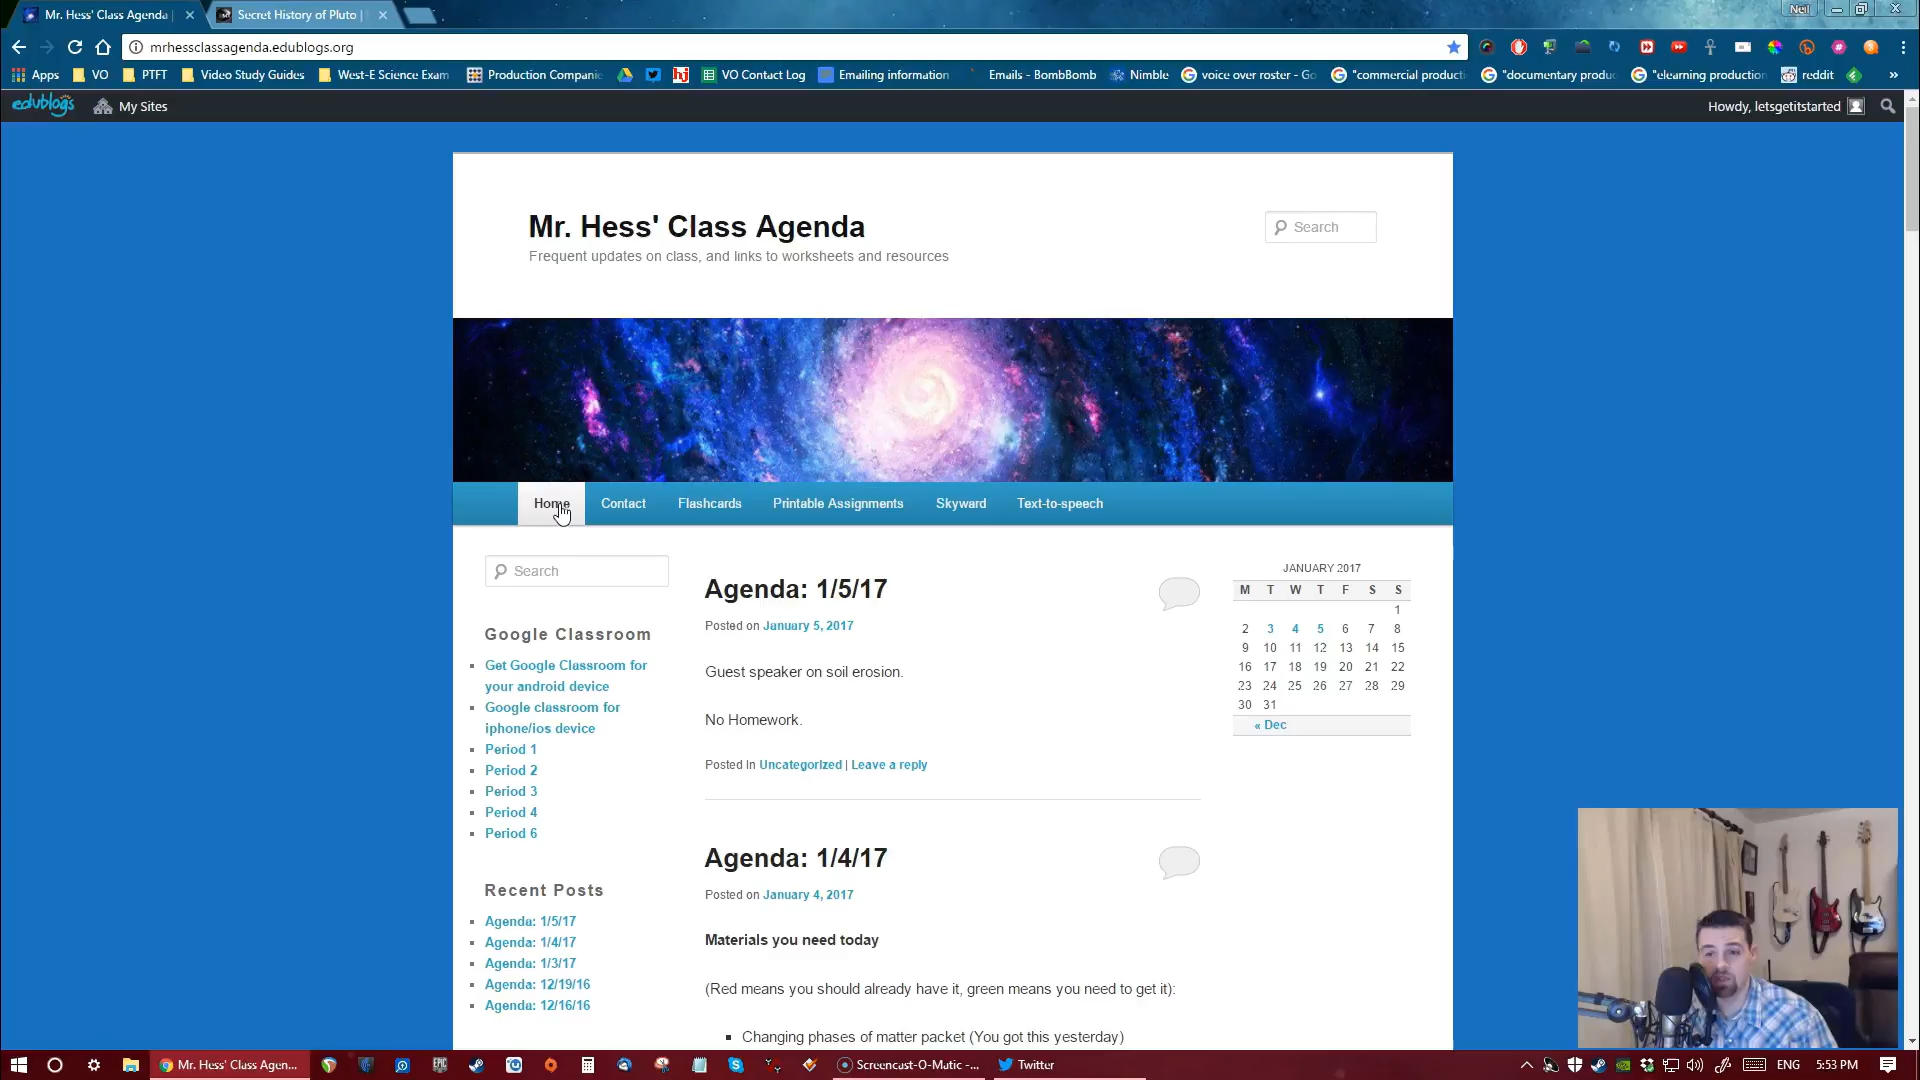 Mr. Hess' Class Agenda
Secret History of Pluto |
Neil
mrhessclassagenda.edublogs.org
Apps VO PTFT Video Study Guides West-E Science Exam Production Companie VO Contact Log Emailing information Emails - BombBomb Nimble voice over roster - Go "commercial producti "documentary produc "elearning production reddit »
edublogs My Sites Howdy, letsgetitstarted
Mr. Hess' Class Agenda
Frequent updates on class, and links to worksheets and resources
Search
Home Contact Flashcards Printable Assignments Skyward Text-to-speech
Search
Google Classroom
Get Google Classroom for
your android device
Google classroom for
iphone/ios device
Period 1
Period 2
Period 3
Period 4
Period 6
Recent Posts
Agenda: 1/5/17
Agenda: 1/4/17
Agenda: 1/3/17
Agenda: 12/19/16
Agenda: 12/16/16
Agenda: 1/5/17
Posted on January 5, 2017
Guest speaker on soil erosion.
No Homework.
Posted in Uncategorized | Leave a reply
Agenda: 1/4/17
Posted on January 4, 2017
Materials you need today
(Red means you should already have it, green means you need to get it):
Changing phases of matter packet (You got this yesterday)
JANUARY 2017
M T W T F S S
1
2 3 4 5 6 7 8
9 10 11 12 13 14 15
16 17 18 19 20 21 22
23 24 25 26 27 28 29
30 31
« Dec
Mr. Hess' Class Agen... EPIC Screencast-O-Matic -... Twitter ENG 5:53 PM